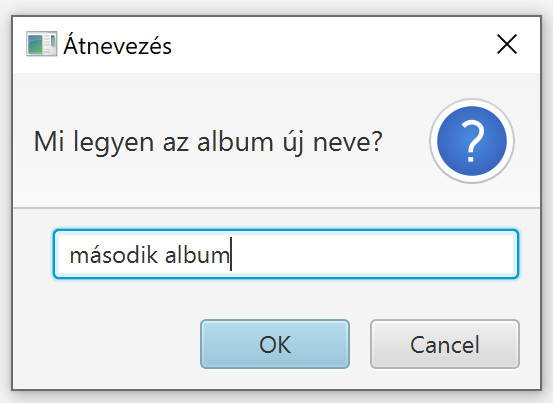 Átnevezés
Mi legyen az album új neve?
második album
OK
Cancel